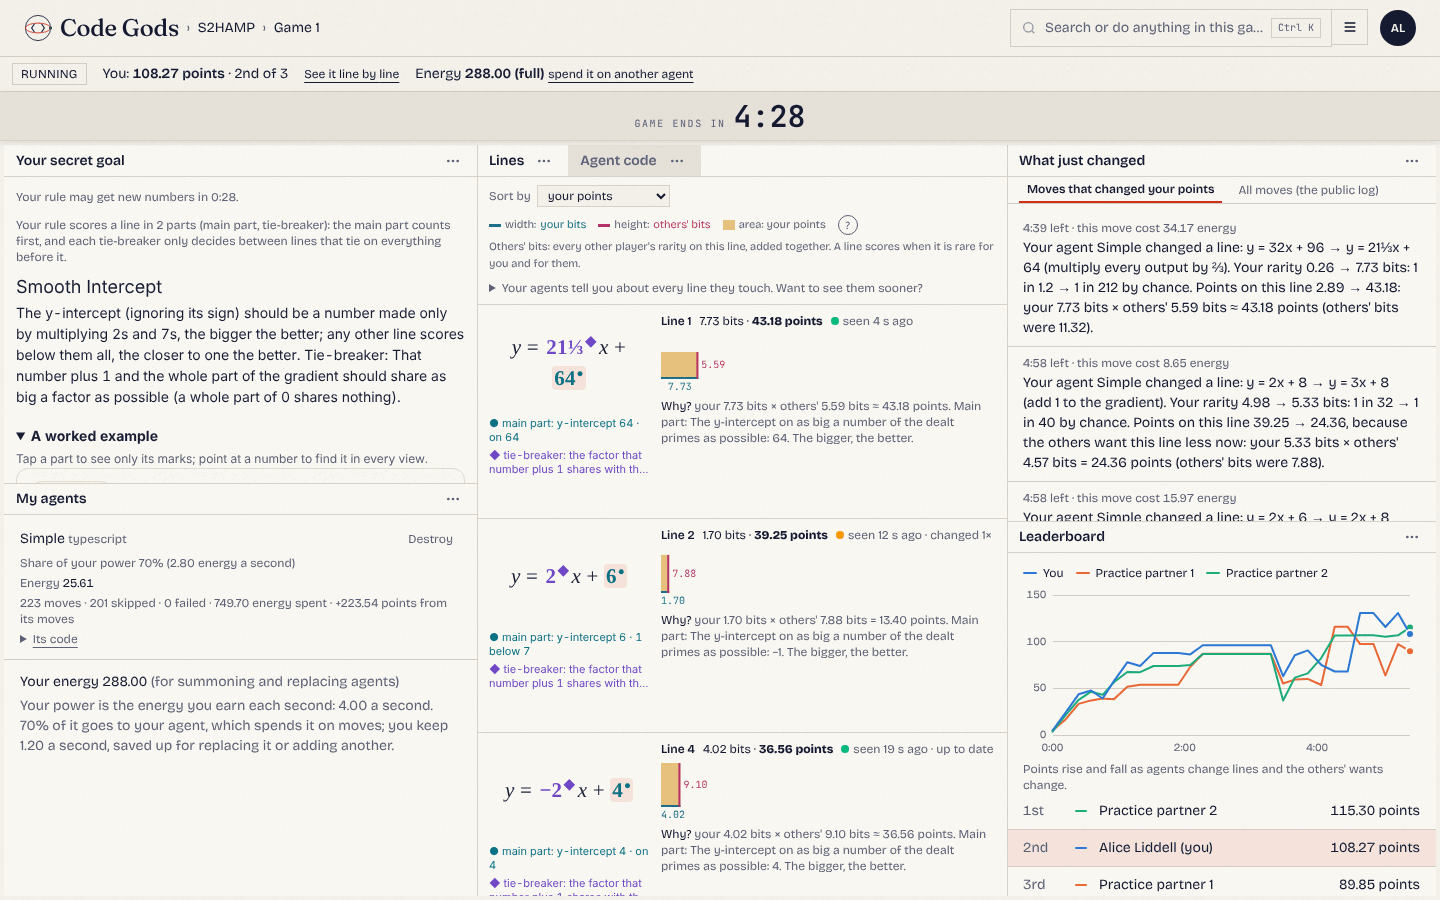 Code Gods › S2HAMP › Game 1
Search or do anything in this ga... Ctrl K
AL
RUNNING You: 108.27 points · 2nd of 3 See it line by line Energy 288.00 (full) spend it on another agent
GAME ENDS IN 4:28
Your secret goal
Your rule may get new numbers in 0:28.
Your rule scores a line in 2 parts (main part, tie-breaker): the main part counts
first, and each tie-breaker only decides between lines that tie on everything
before it.
Smooth Intercept
The y-intercept (ignoring its sign) should be a number made only
by multiplying 2s and 7s, the bigger the better; any other line scores
below them all, the closer to one the better. Tie-breaker: That
number plus 1 and the whole part of the gradient should share as
big a factor as possible (a whole part of 0 shares nothing).
▼ A worked example
Tap a part to see only its marks; point at a number to find it in every view.
My agents
Simple typescript Destroy
Share of your power 70% (2.80 energy a second)
Energy 25.61
223 moves · 201 skipped · 0 failed · 749.70 energy spent · +223.54 points from
its moves
▶ Its code
Your energy 288.00 (for summoning and replacing agents)
Your power is the energy you earn each second: 4.00 a second.
70% of it goes to your agent, which spends it on moves; you keep
1.20 a second, saved up for replacing it or adding another.
Lines ··· Agent code ···
Sort by your points
width: your bits height: others' bits area: your points ?
Others' bits: every other player's rarity on this line, added together. A line scores when it is rare for
you and for them.
▶ Your agents tell you about every line they touch. Want to see them sooner?
Line 1 7.73 bits · 43.18 points seen 4 s ago
y = 21⅓◆x +
64●
5.59
7.73
Why? your 7.73 bits × others' 5.59 bits ≈ 43.18 points. Main
part: The y-intercept on as big a number of the dealt
primes as possible: 64. The bigger, the better.
● main part: y-intercept 64 ·
on 64
◆ tie-breaker: the factor that
number plus 1 shares with th...
Line 2 1.70 bits · 39.25 points seen 12 s ago · changed 1×
y = 2◆x + 6●
7.88
1.70
Why? your 1.70 bits × others' 7.88 bits = 13.40 points. Main
part: The y-intercept on as big a number of the dealt
primes as possible: −1. The bigger, the better.
● main part: y-intercept 6 · 1
below 7
◆ tie-breaker: the factor that
number plus 1 shares with th...
Line 4 4.02 bits · 36.56 points seen 19 s ago · up to date
y = −2◆x + 4●
9.10
4.02
Why? your 4.02 bits × others' 9.10 bits ≈ 36.56 points. Main
part: The y-intercept on as big a number of the dealt
primes as possible: 4. The bigger, the better.
● main part: y-intercept 4 · on
4
◆ tie-breaker: the factor that
number plus 1 shares with th...
What just changed
Moves that changed your points All moves (the public log)
4:39 left · this move cost 34.17 energy
Your agent Simple changed a line: y = 32x + 96 → y = 21⅓x +
64 (multiply every output by ⅔). Your rarity 0.26 → 7.73 bits: 1
in 1.2 → 1 in 212 by chance. Points on this line 2.89 → 43.18:
your 7.73 bits × others' 5.59 bits ≈ 43.18 points (others' bits
were 11.32).
4:58 left · this move cost 8.65 energy
Your agent Simple changed a line: y = 2x + 8 → y = 3x + 8
(add 1 to the gradient). Your rarity 4.98 → 5.33 bits: 1 in 32 → 1
in 40 by chance. Points on this line 39.25 → 24.36, because
the others want this line less now: your 5.33 bits × others'
4.57 bits = 24.36 points (others' bits were 7.88).
4:58 left · this move cost 15.97 energy
Your agent Simple changed a line: y = 2x + 6 → y = 2x + 8
Leaderboard
You Practice partner 1 Practice partner 2
150
100
50
0
0:00 2:00 4:00
Points rise and fall as agents change lines and the others' wants
change.
1st Practice partner 2 115.30 points
2nd Alice Liddell (you) 108.27 points
3rd Practice partner 1 89.85 points